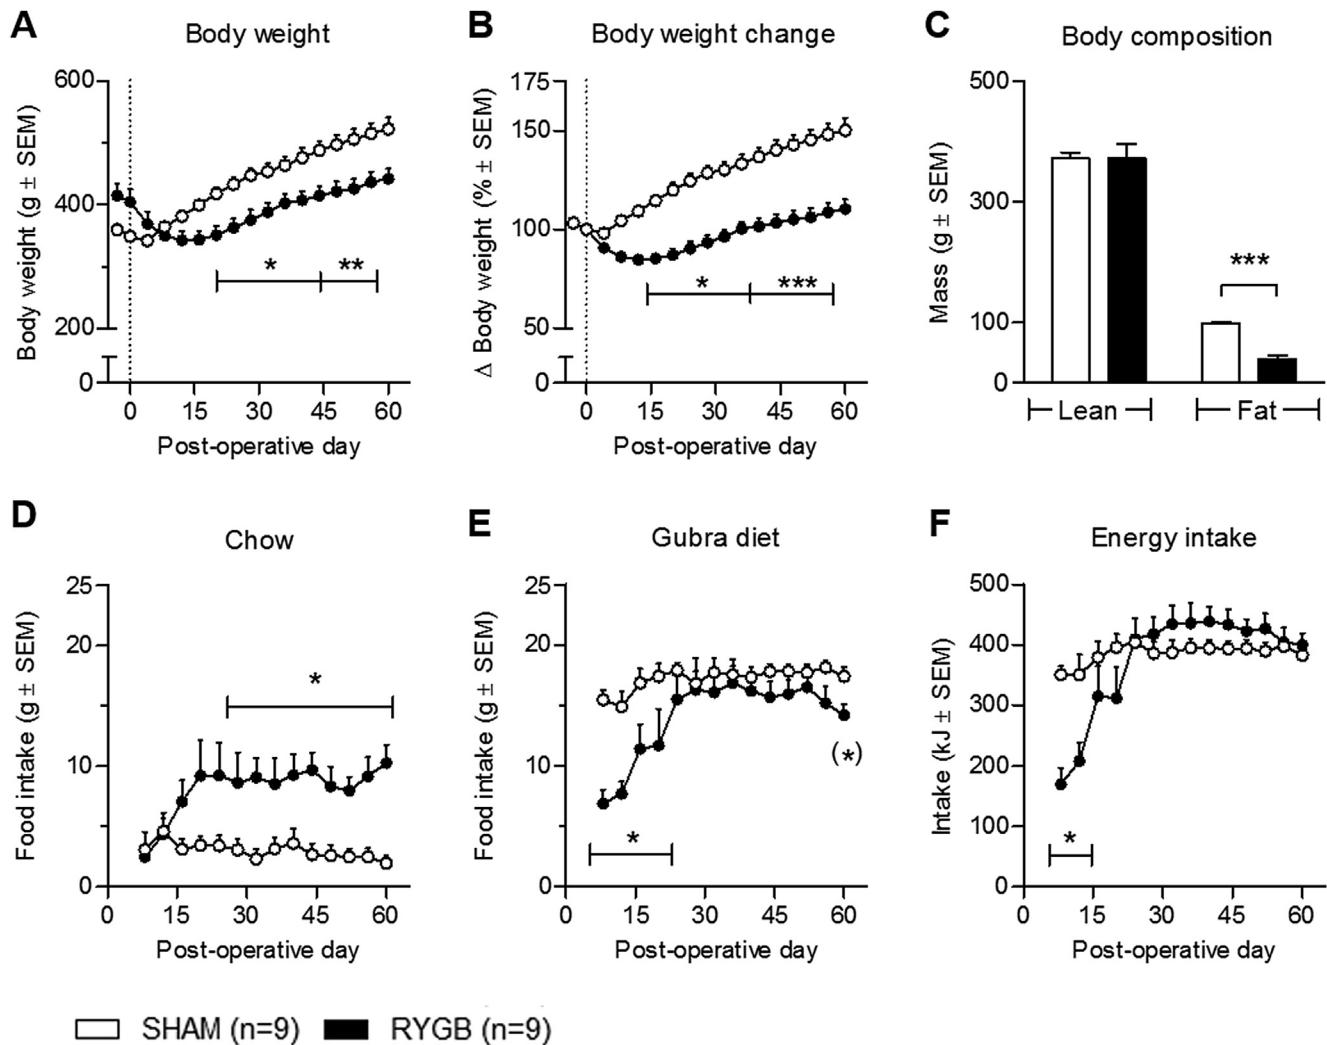 A
Body weight
Body weight (g ± SEM)
600
400
200
0
0 15 30 45 60
Post-operative day
* **
B
Body weight change
Δ Body weight (% ± SEM)
175
150
100
50
0
0 15 30 45 60
Post-operative day
* ***
C
Body composition
Mass (g ± SEM)
500
300
100
0
***
Lean Fat
D
Chow
Food intake (g ± SEM)
25
20
10
0
0 15 30 45 60
Post-operative day
*
E
Gubra diet
Food intake (g ± SEM)
25
20
10
0
0 15 30 45 60
Post-operative day
*
(*)
F
Energy intake
Intake (kJ ± SEM)
500
400
300
200
100
0
0 15 30 45 60
Post-operative day
*
SHAM (n=9) RYGB (n=9)